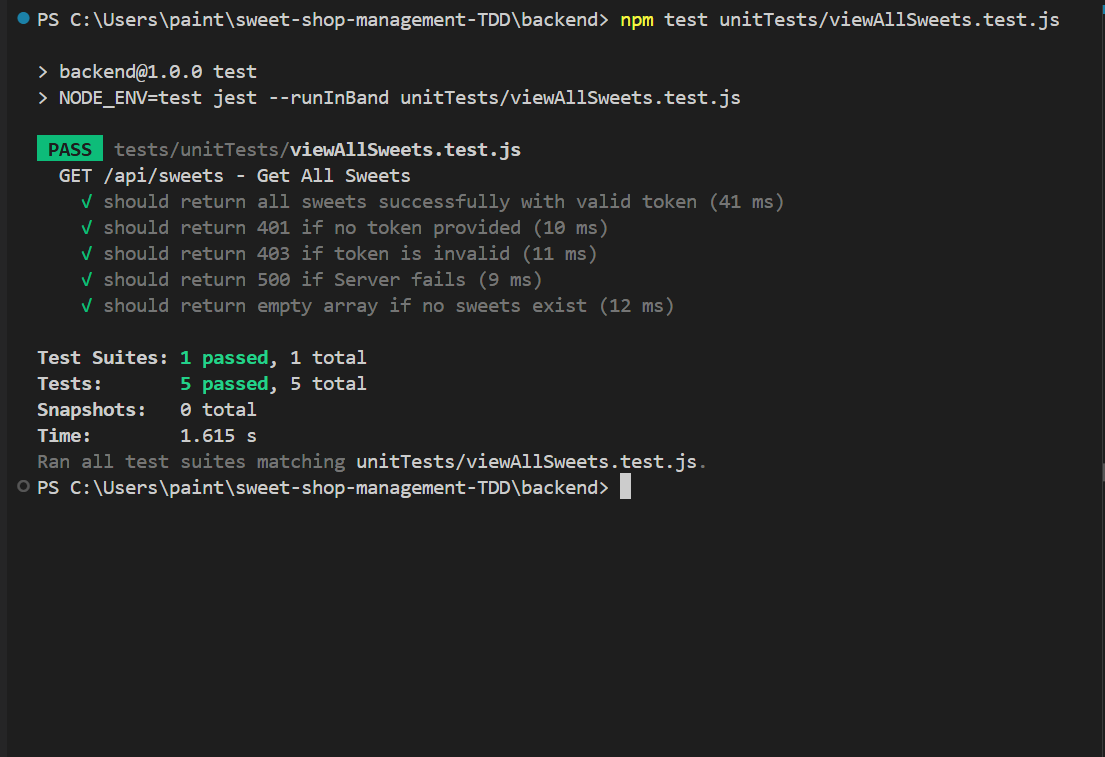 PS C:\Users\paint\sweet-shop-management-TDD\backend> npm test unitTests/viewAllSweets.test.js
> backend@1.0.0 test
> NODE_ENV=test jest --runInBand unitTests/viewAllSweets.test.js
PASS tests/unitTests/viewAllSweets.test.js
GET /api/sweets - Get All Sweets
√ should return all sweets successfully with valid token (41 ms)
√ should return 401 if no token provided (10 ms)
√ should return 403 if token is invalid (11 ms)
√ should return 500 if Server fails (9 ms)
√ should return empty array if no sweets exist (12 ms)
Test Suites: 1 passed, 1 total
Tests: 5 passed, 5 total
Snapshots: 0 total
Time: 1.615 s
Ran all test suites matching unitTests/viewAllSweets.test.js.
PS C:\Users\paint\sweet-shop-management-TDD\backend>